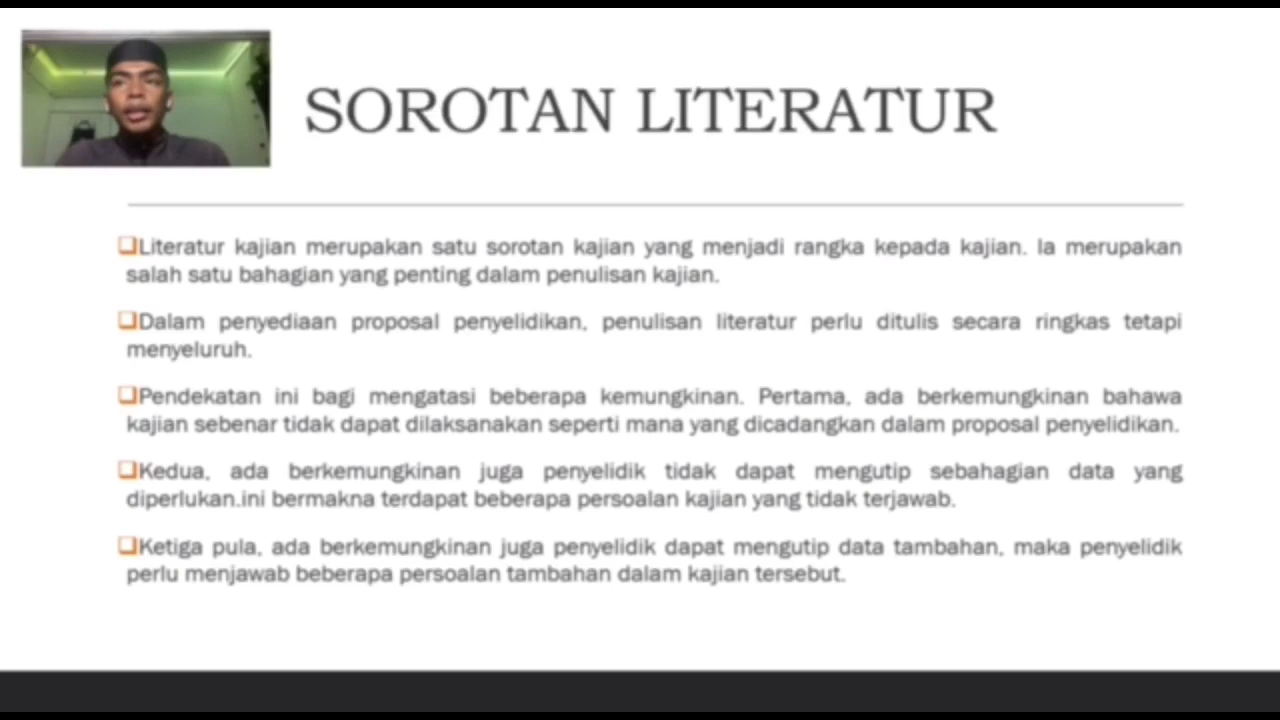 SOROTAN LITERATUR
❑Literatur kajian merupakan satu sorotan kajian yang menjadi rangka kepada kajian. Ia merupakan
salah satu bahagian yang penting dalam penulisan kajian.
❑Dalam penyediaan proposal penyelidikan, penulisan literatur perlu ditulis secara ringkas tetapi
menyeluruh.
❑Pendekatan ini bagi mengatasi beberapa kemungkinan. Pertama, ada berkemungkinan bahawa
kajian sebenar tidak dapat dilaksanakan seperti mana yang dicadangkan dalam proposal penyelidikan.
❑Kedua, ada berkemungkinan juga penyelidik tidak dapat mengutip sebahagian data yang
diperlukan.ini bermakna terdapat beberapa persoalan kajian yang tidak terjawab.
❑Ketiga pula, ada berkemungkinan juga penyelidik dapat mengutip data tambahan, maka penyelidik
perlu menjawab beberapa persoalan tambahan dalam kajian tersebut.